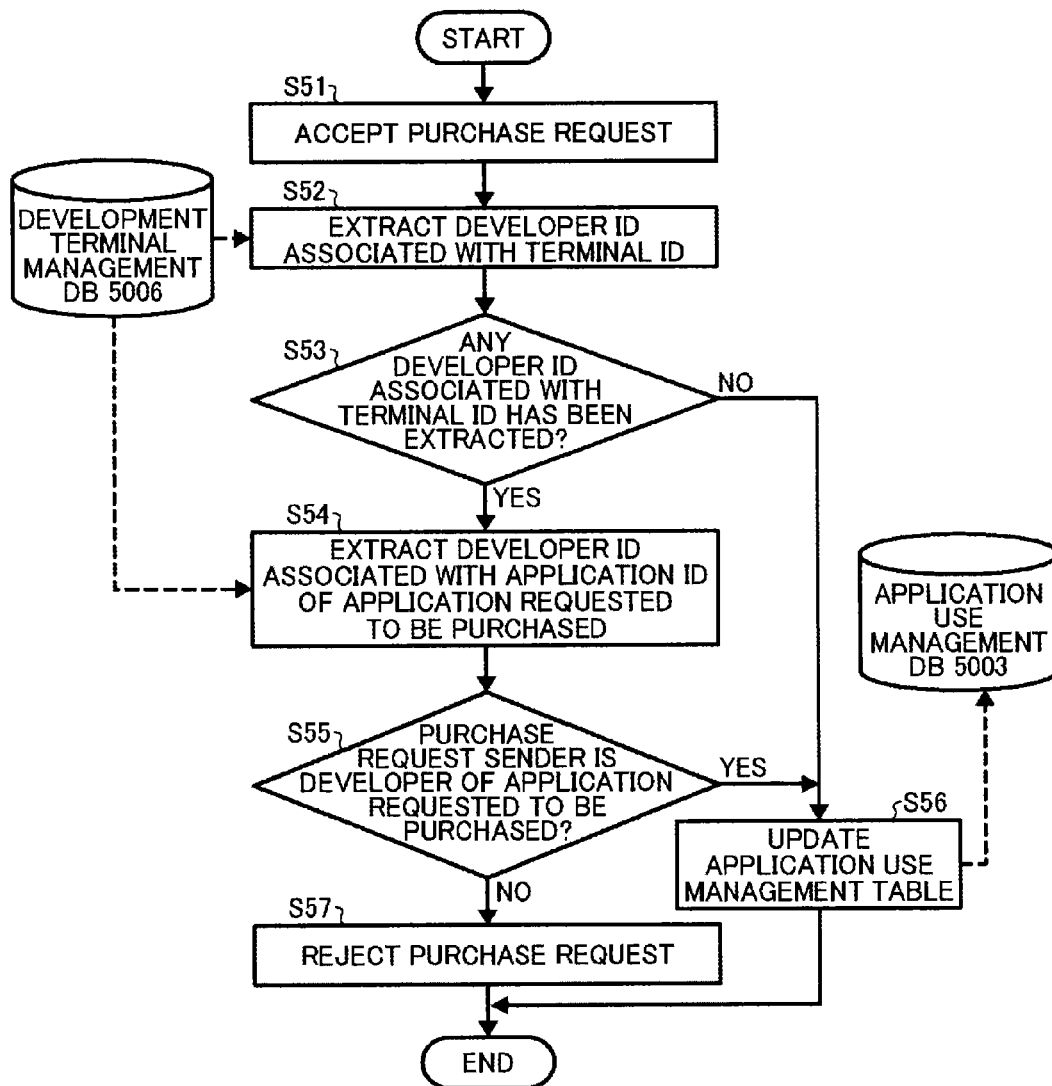 START
S51
ACCEPT PURCHASE REQUEST
S52
EXTRACT DEVELOPER ID
ASSOCIATED WITH TERMINAL ID
DEVELOPMENT
TERMINAL
MANAGEMENT
DB 5006
S53
ANY
DEVELOPER ID
ASSOCIATED WITH
TERMINAL ID HAS BEEN
EXTRACTED?
NO
YES
S54
EXTRACT DEVELOPER ID
ASSOCIATED WITH APPLICATION ID
OF APPLICATION REQUESTED
TO BE PURCHASED
APPLICATION
USE
MANAGEMENT
DB 5003
S55
PURCHASE
REQUEST SENDER IS
DEVELOPER OF APPLICATION
REQUESTED TO BE
PURCHASED?
YES
NO
S56
UPDATE
APPLICATION USE
MANAGEMENT TABLE
S57
REJECT PURCHASE REQUEST
END